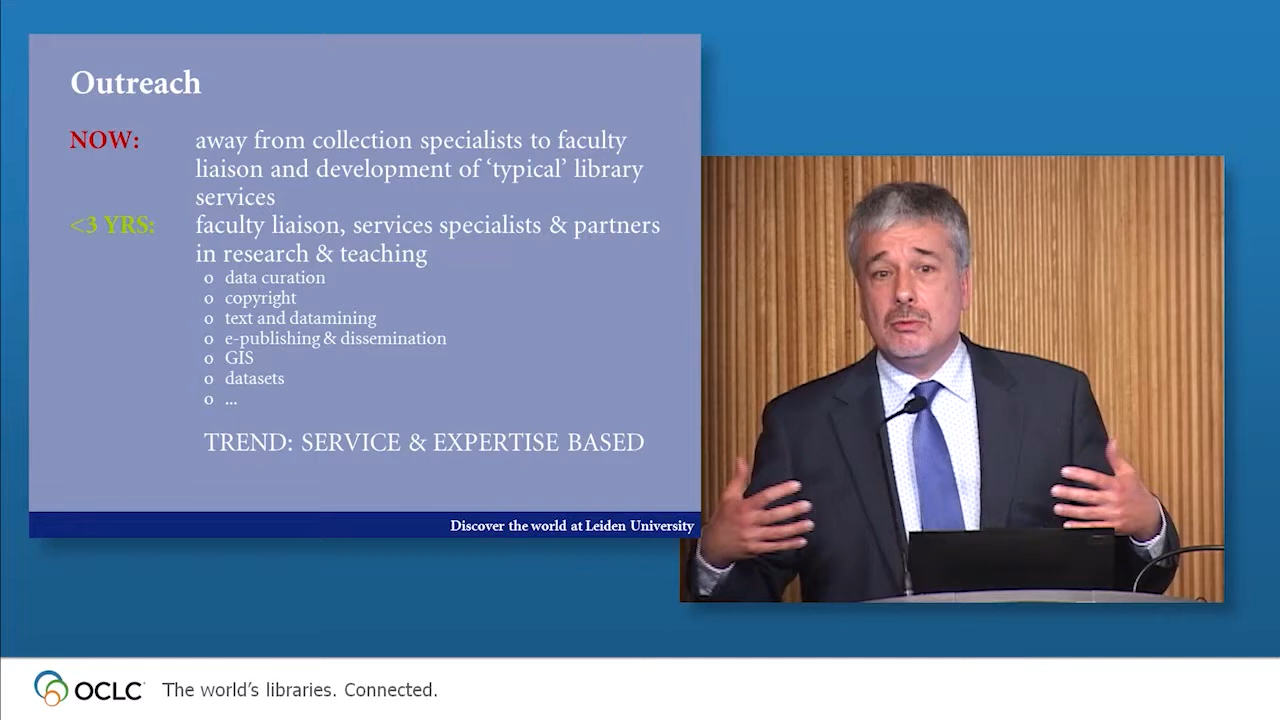 Outreach
NOW: away from collection specialists to faculty
liaison and development of ‘typical’ library
services
<3 YRS: faculty liaison, services specialists & partners
in research & teaching
o data curation
o copyright
o text and datamining
o e-publishing & dissemination
o GIS
o datasets
o ...
TREND: SERVICE & EXPERTISE BASED
Discover the world at Leiden University
OCLC The world’s libraries. Connected.